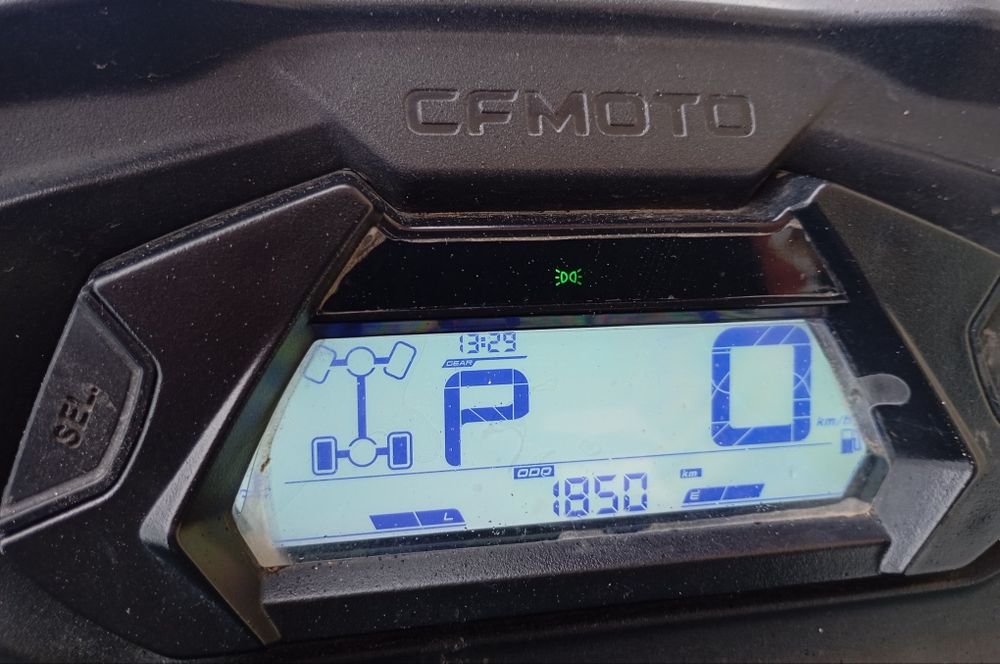 CFMOTO
13:29
GEAR
P
0
km/h
SEL.
ODO
1850
km
L
E